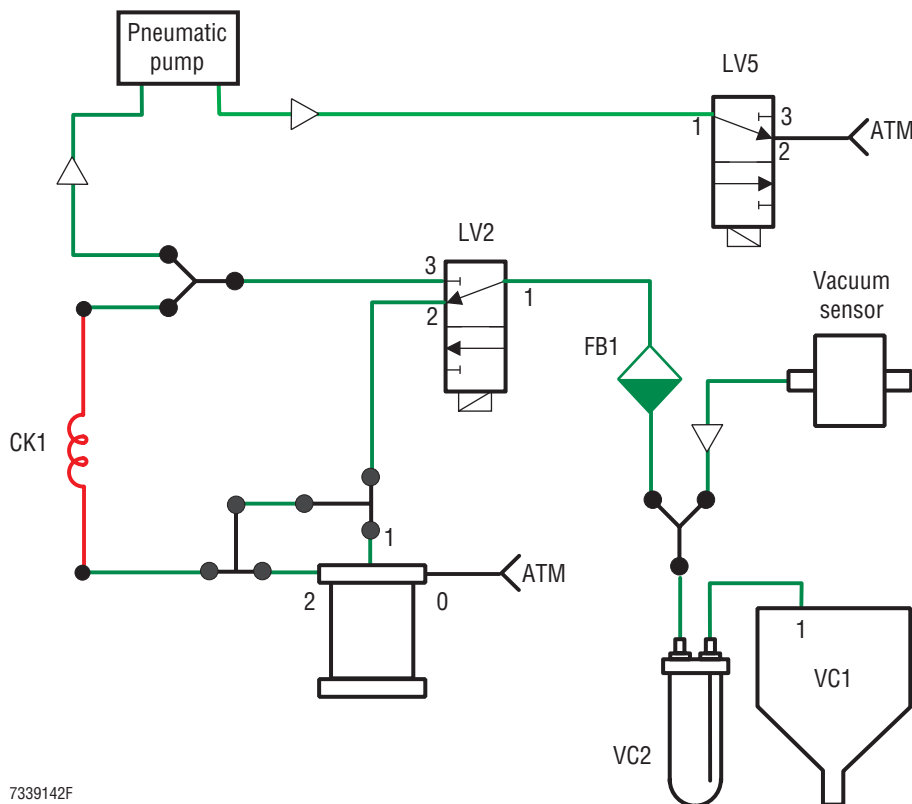 Pneumatic
pump
LV5
3
1
ATM
2
LV2
3
1
2
Vacuum
sensor
FB1
CK1
1
ATM
2
0
1
VC1
VC2
7339142F